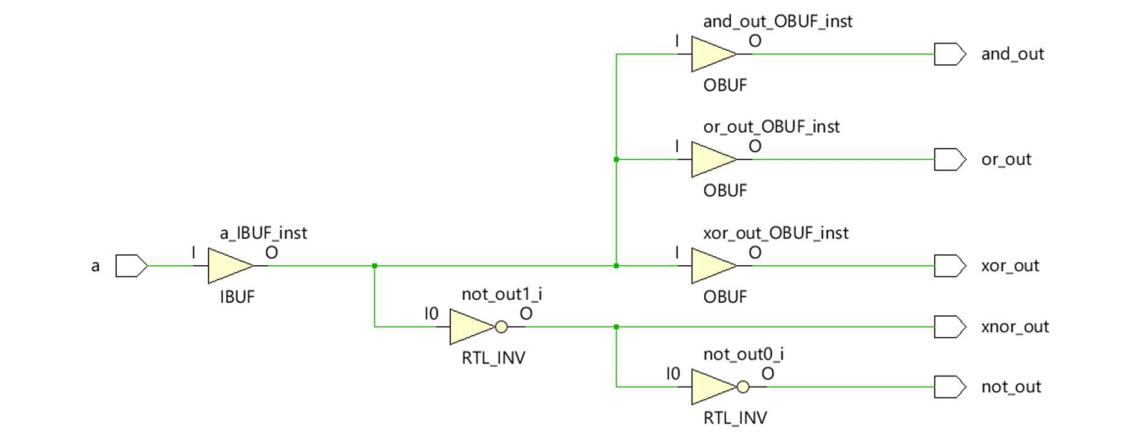 and_out_OBUF_inst
I
O
and_out
OBUF
or_out_OBUF_inst
I
O
or_out
OBUF
a_IBUF_inst
xor_out_OBUF_inst
I
O
I
O
a
xor_out
IBUF
OBUF
not_out1_i
I0
O
xnor_out
RTL_INV
not_out0_i
I0
O
not_out
RTL_INV